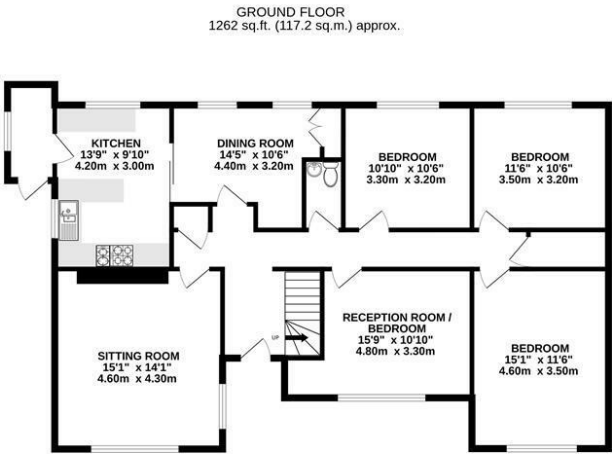 GROUND FLOOR
1262 sq.ft. (117.2 sq.m.) approx.
KITCHEN
13'9" x 9'10"
4.20m x 3.00m
DINING ROOM
14'5" x 10'6"
4.40m x 3.20m
BEDROOM
10'10" x 10'6"
3.30m x 3.20m
BEDROOM
11'6" x 10'6"
3.50m x 3.20m
SITTING ROOM
15'1" x 14'1"
4.60m x 4.30m
UP
RECEPTION ROOM /
BEDROOM
15'9" x 10'10"
4.80m x 3.30m
BEDROOM
15'1" x 11'6"
4.60m x 3.50m